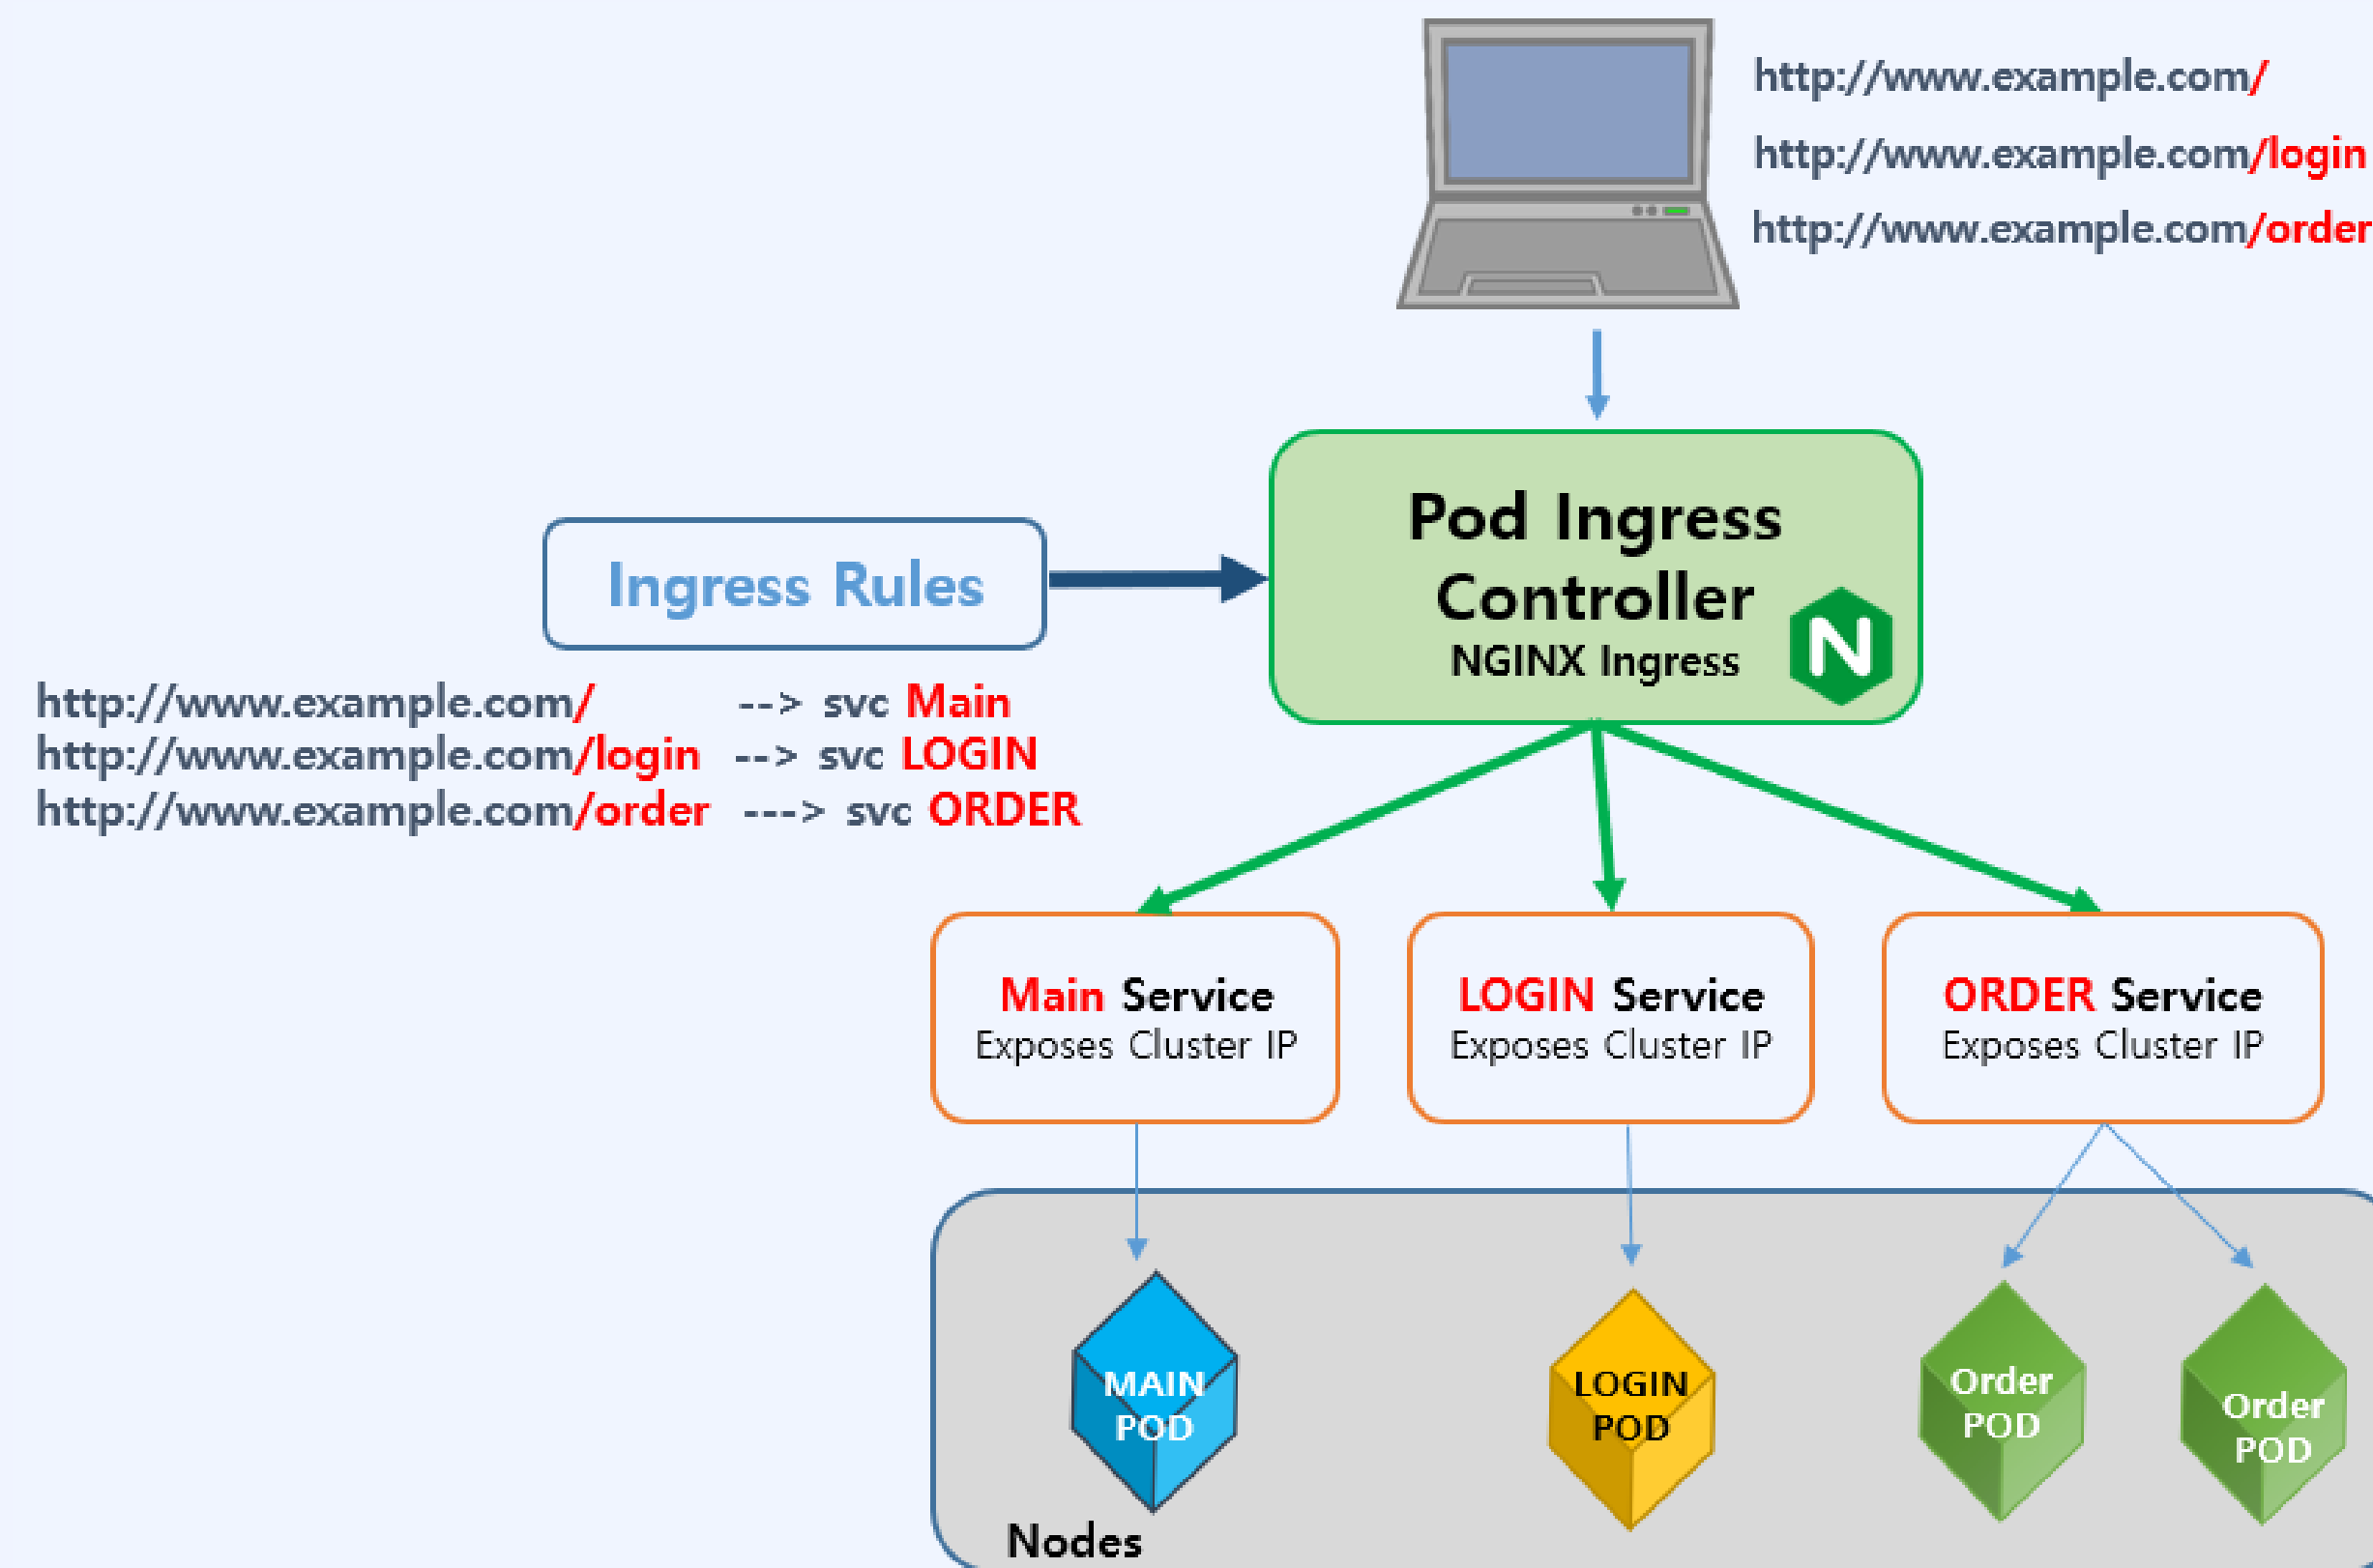 http://www.example.com/
http://www.example.com/login
http://www.example.com/order
Pod Ingress
Controller
NGINX Ingress
N
Ingress Rules
http://www.example.com/ --> svc Main
http://www.example.com/login --> svc LOGIN
http://www.example.com/order ---> svc ORDER
Main Service
Exposes Cluster IP
LOGIN Service
Exposes Cluster IP
ORDER Service
Exposes Cluster IP
MAIN
POD
LOGIN
POD
Order
POD
Order
POD
Nodes